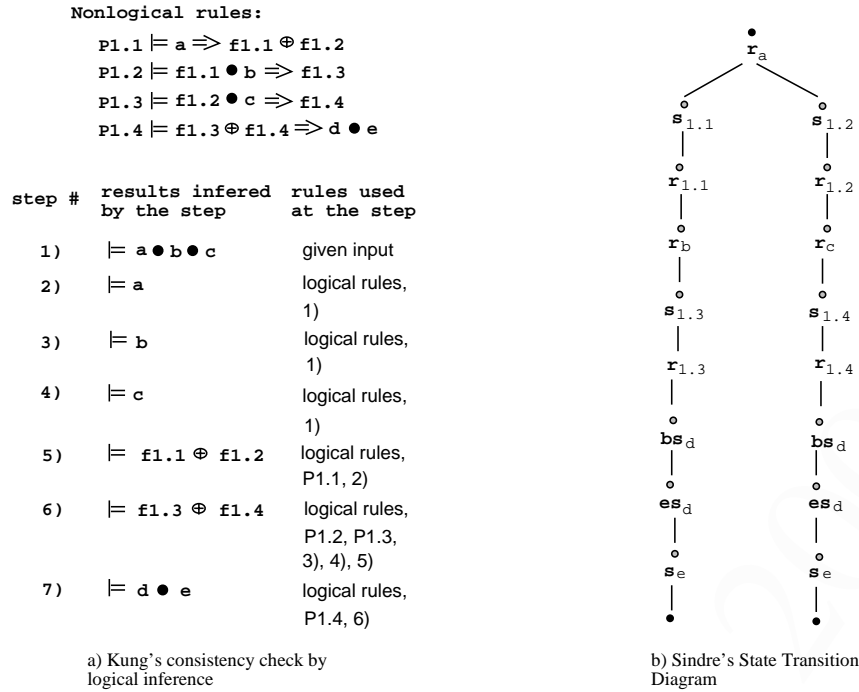 Nonlogical rules:
P1.1 |= a => f1.1 ⊕ f1.2
P1.2 |= f1.1 ● b => f1.3
P1.3 |= f1.2 ● c => f1.4
P1.4 |= f1.3 ⊕ f1.4 => d ● e
step # results infered by the step rules used at the step
1) |= a ● b ● c given input
2) |= a logical rules,
1)
3) |= b logical rules,
1)
4) |= c logical rules,
1)
5) |= f1.1 ⊕ f1.2 logical rules,
P1.1, 2)
6) |= f1.3 ⊕ f1.4 logical rules,
P1.2, P1.3,
3), 4), 5)
7) |= d ● e logical rules,
P1.4, 6)
a) Kung's consistency check by
logical inference
r_a
s_1.1 s_1.2
r_1.1 r_1.2
r_b r_c
s_1.3 s_1.4
r_1.3 r_1.4
bs_d bs_d
es_d es_d
s_e s_e
b) Sindre's State Transition
Diagram